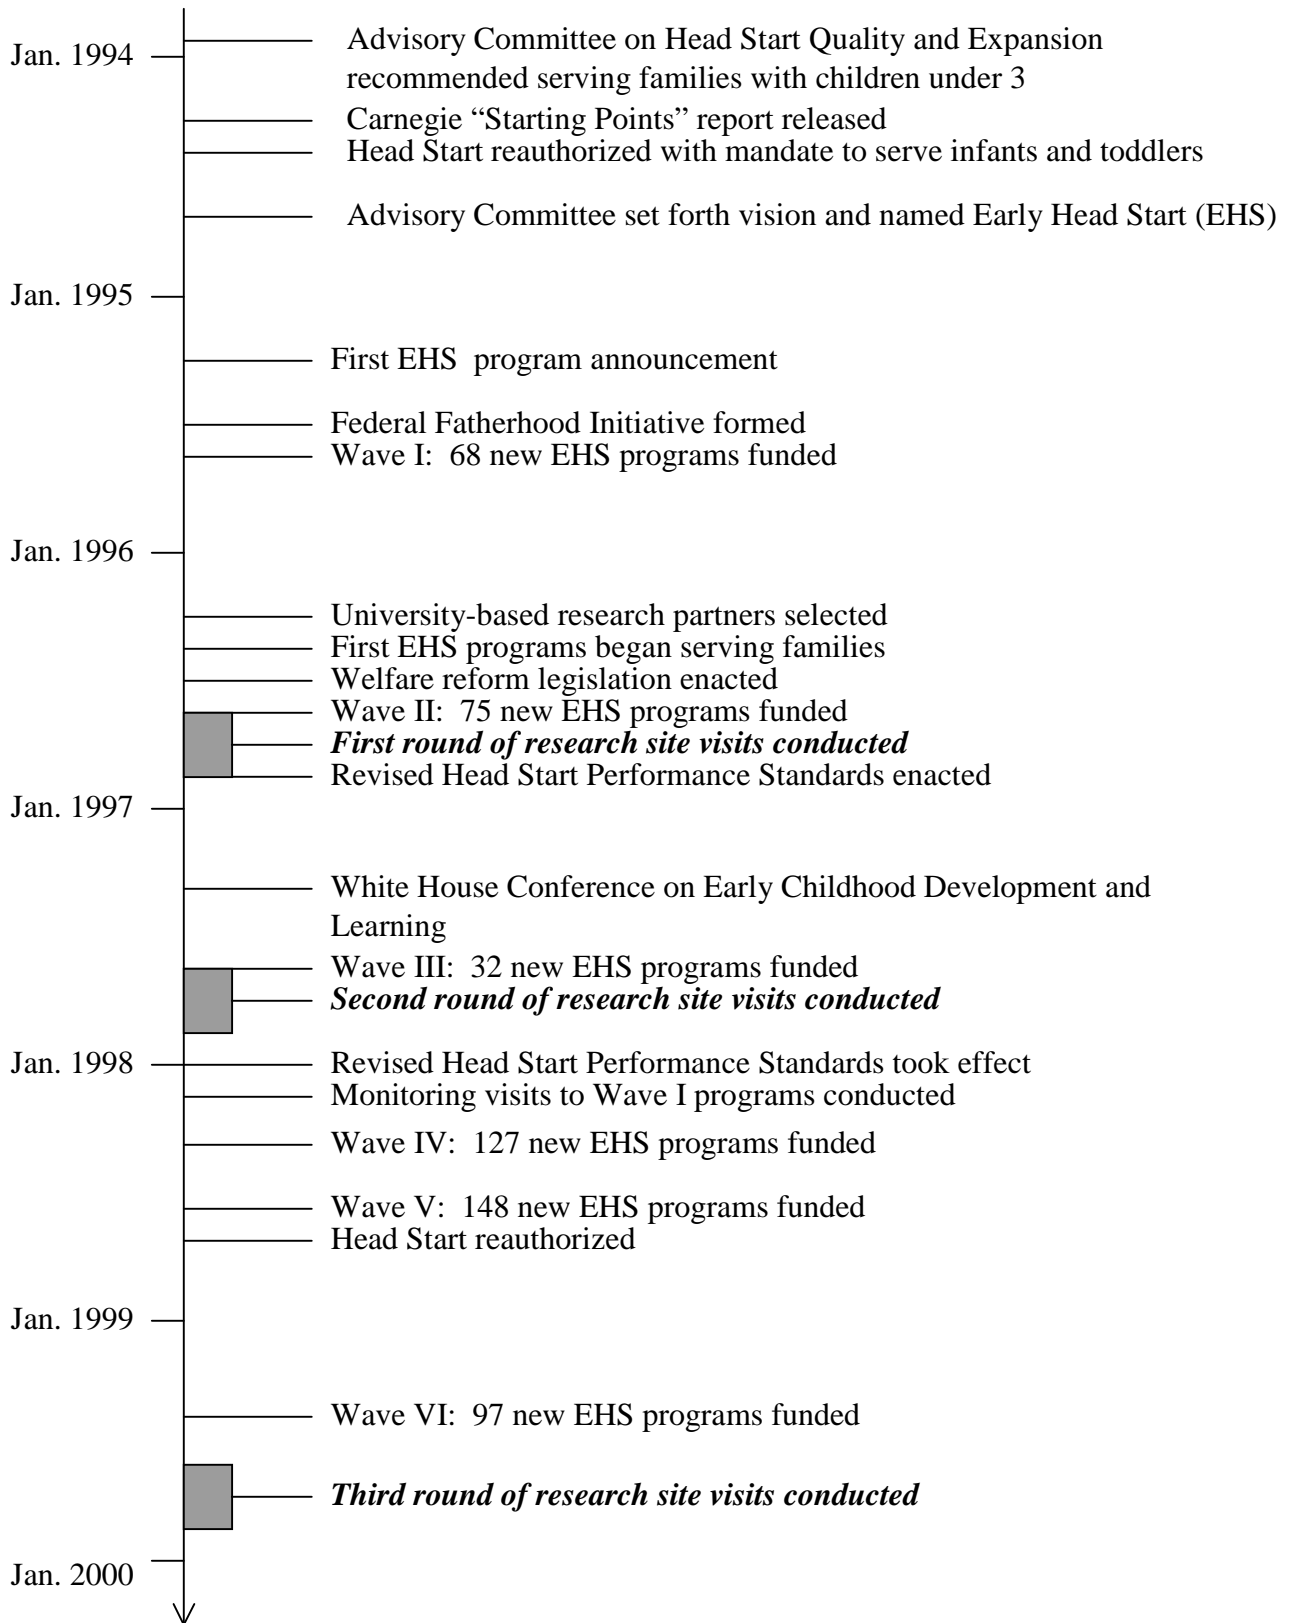 Advisory Committee on Head Start Quality and Expansion
Jan. 1994
recommended serving families with children under 3
Carnegie “Starting Points” report released
Head Start reauthorized with mandate to serve infants and toddlers
Advisory Committee set forth vision and named Early Head Start (EHS)
Jan. 1995
First EHS  program announcement
Federal Fatherhood Initiative formed
Wave I:  68 new EHS programs funded
Jan. 1996
University-based research partners selected
First EHS programs began serving families
Welfare reform legislation enacted
Wave II:  75 new EHS programs funded
First round of research site visits conducted
Revised Head Start Performance Standards enacted
Jan. 1997
White House Conference on Early Childhood Development and
Learning
Wave III:  32 new EHS programs funded
Second round of research site visits conducted
Jan. 1998
Revised Head Start Performance Standards took effect
Monitoring visits to Wave I programs conducted
Wave IV:  127 new EHS programs funded
Wave V:  148 new EHS programs funded
Head Start reauthorized
Jan. 1999
Wave VI:  97 new EHS programs funded
Third round of research site visits conducted
Jan. 2000